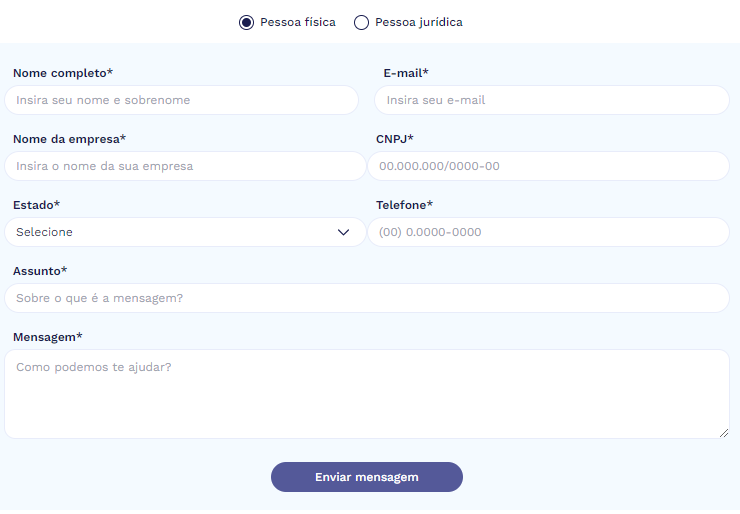 Pessoa física Pessoa jurídica
Nome completo* E-mail*
Insira seu nome e sobrenome Insira seu e-mail
Nome da empresa* CNPJ*
Insira o nome da sua empresa 00.000.000/0000-00
Estado* Telefone*
Selecione (00) 0.0000-0000
Assunto*
Sobre o que é a mensagem?
Mensagem*
Como podemos te ajudar?
Enviar mensagem